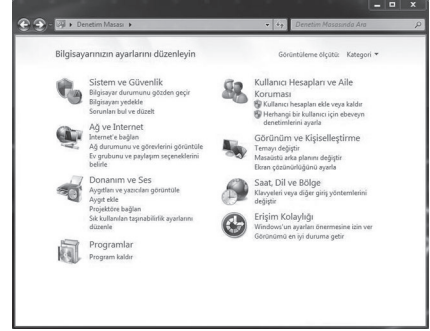 Denetim Masası
Denetim Masasında Ara
Bilgisayarınızın ayarlarını düzenleyin
Görüntüleme ölçütü: Kategori
Sistem ve Güvenlik
Bilgisayar durumunu gözden geçir
Bilgisayarı yedekle
Sorunları bul ve düzelt
Ağ ve Internet
Internet'e bağlan
Ağ durumunu ve görevlerini görüntüle
Ev grubunu ve paylaşım seçeneklerini
belirle
Donanım ve Ses
Aygıtları ve yazıcıları görüntüle
Aygıt ekle
Projektöre bağlan
Sık kullanılan taşınabilirlik ayarlarını
düzenle
Programlar
Program kaldır
Kullanıcı Hesapları ve Aile
Koruması
Kullanıcı hesapları ekle veya kaldır
Herhangi bir kullanıcı için ebeveyn
denetimlerini ayarla
Görünüm ve Kişiselleştirme
Temayı değiştir
Masaüstü arka planını değiştir
Ekran çözünürlüğünü ayarla
Saat, Dil ve Bölge
Klavyeleri veya diğer giriş yöntemlerini
değiştir
Erişim Kolaylığı
Windows'un ayarları önermesine izin ver
Görünümü en iyi duruma getir